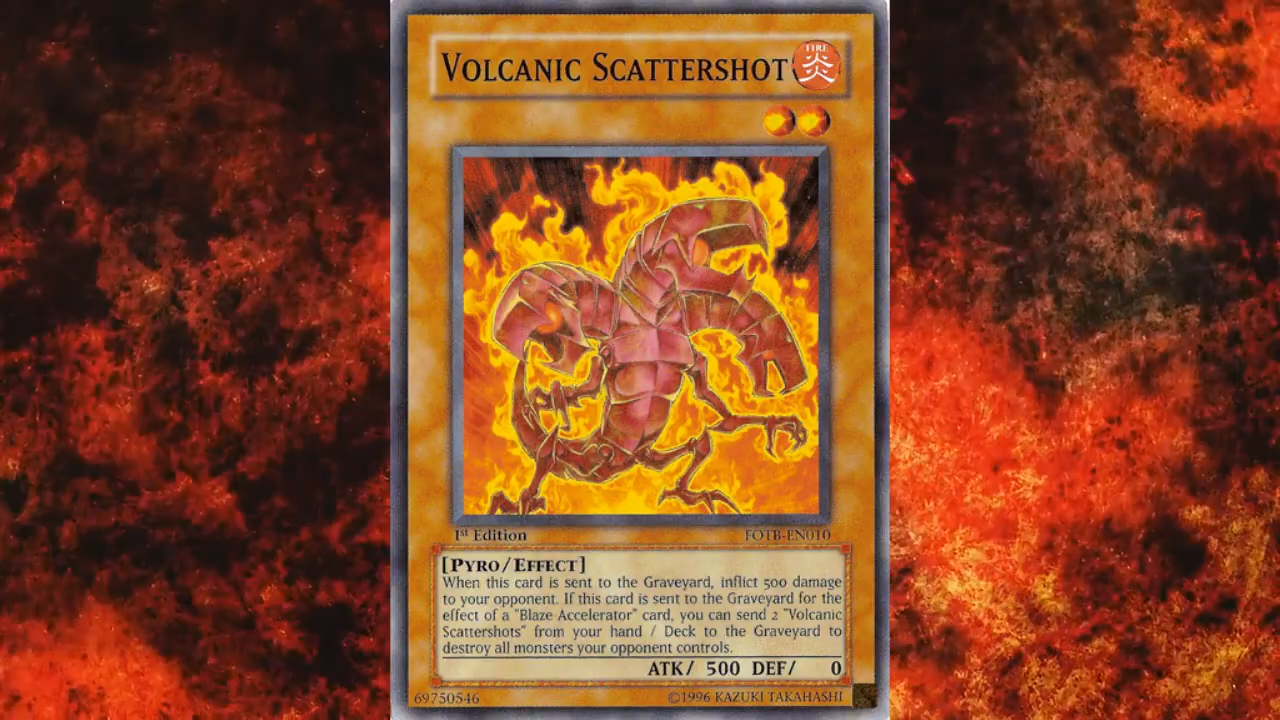 VOLCANIC SCATTERSHOT
FIRE
炎
1st Edition
FOTB-EN010
[PYRO/EFFECT]
When this card is sent to the Graveyard, inflict 500 damage
to your opponent. If this card is sent to the Graveyard for the
effect of a "Blaze Accelerator" card, you can send 2 "Volcanic
Scattershots" from your hand / Deck to the Graveyard to
destroy all monsters your opponent controls.
ATK/ 500 DEF/ 0
69750546
©1996 KAZUKI TAKAHASHI